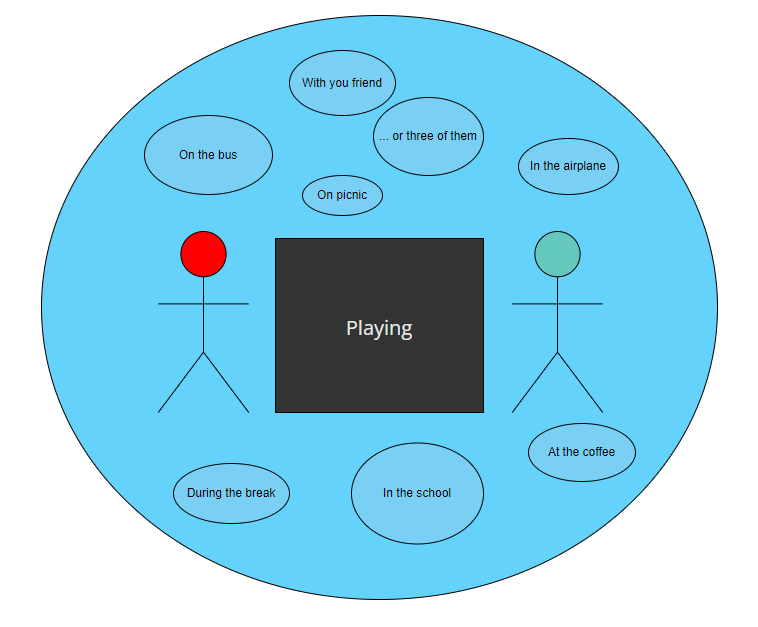 With you friend
... or three of them
On the bus
In the airplane
On picnic
Playing
At the coffee
During the break
In the school